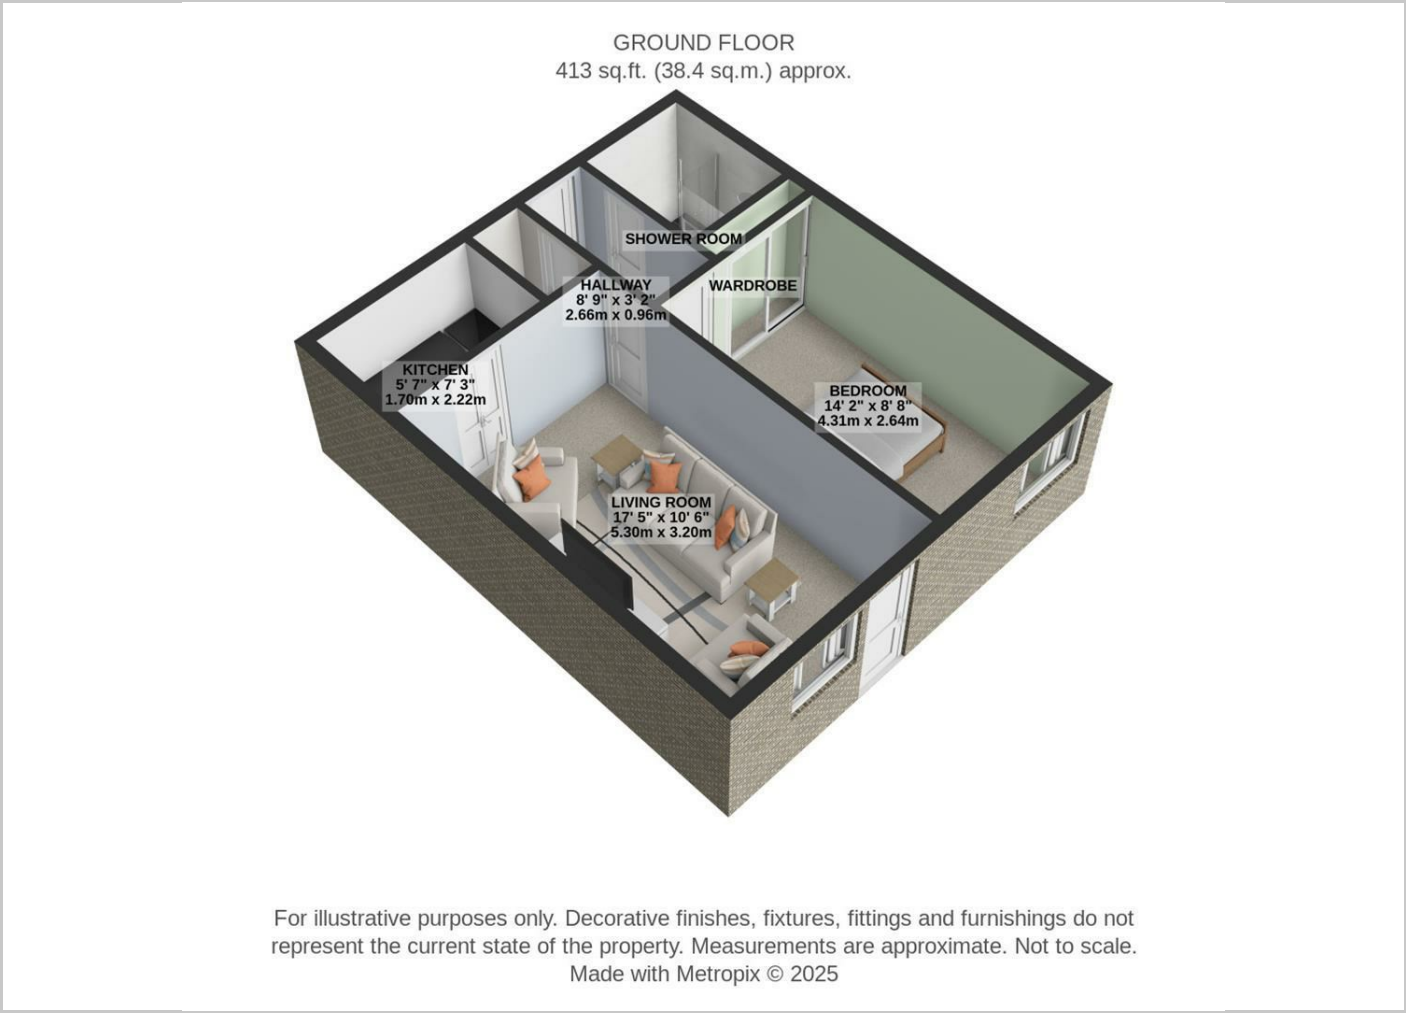 GROUND FLOOR
413 sq.ft. (38.4 sq.m.) approx.
SHOWER ROOM
HALLWAY
8' 9" x 3' 2"
2.66m x 0.96m
WARDROBE
KITCHEN
5' 7" x 7' 3"
1.70m x 2.22m
BEDROOM
14' 2" x 8' 8"
4.31m x 2.64m
LIVING ROOM
17' 5" x 10' 6"
5.30m x 3.20m
For illustrative purposes only. Decorative finishes, fixtures, fittings and furnishings do not
represent the current state of the property. Measurements are approximate. Not to scale.
Made with Metropix © 2025